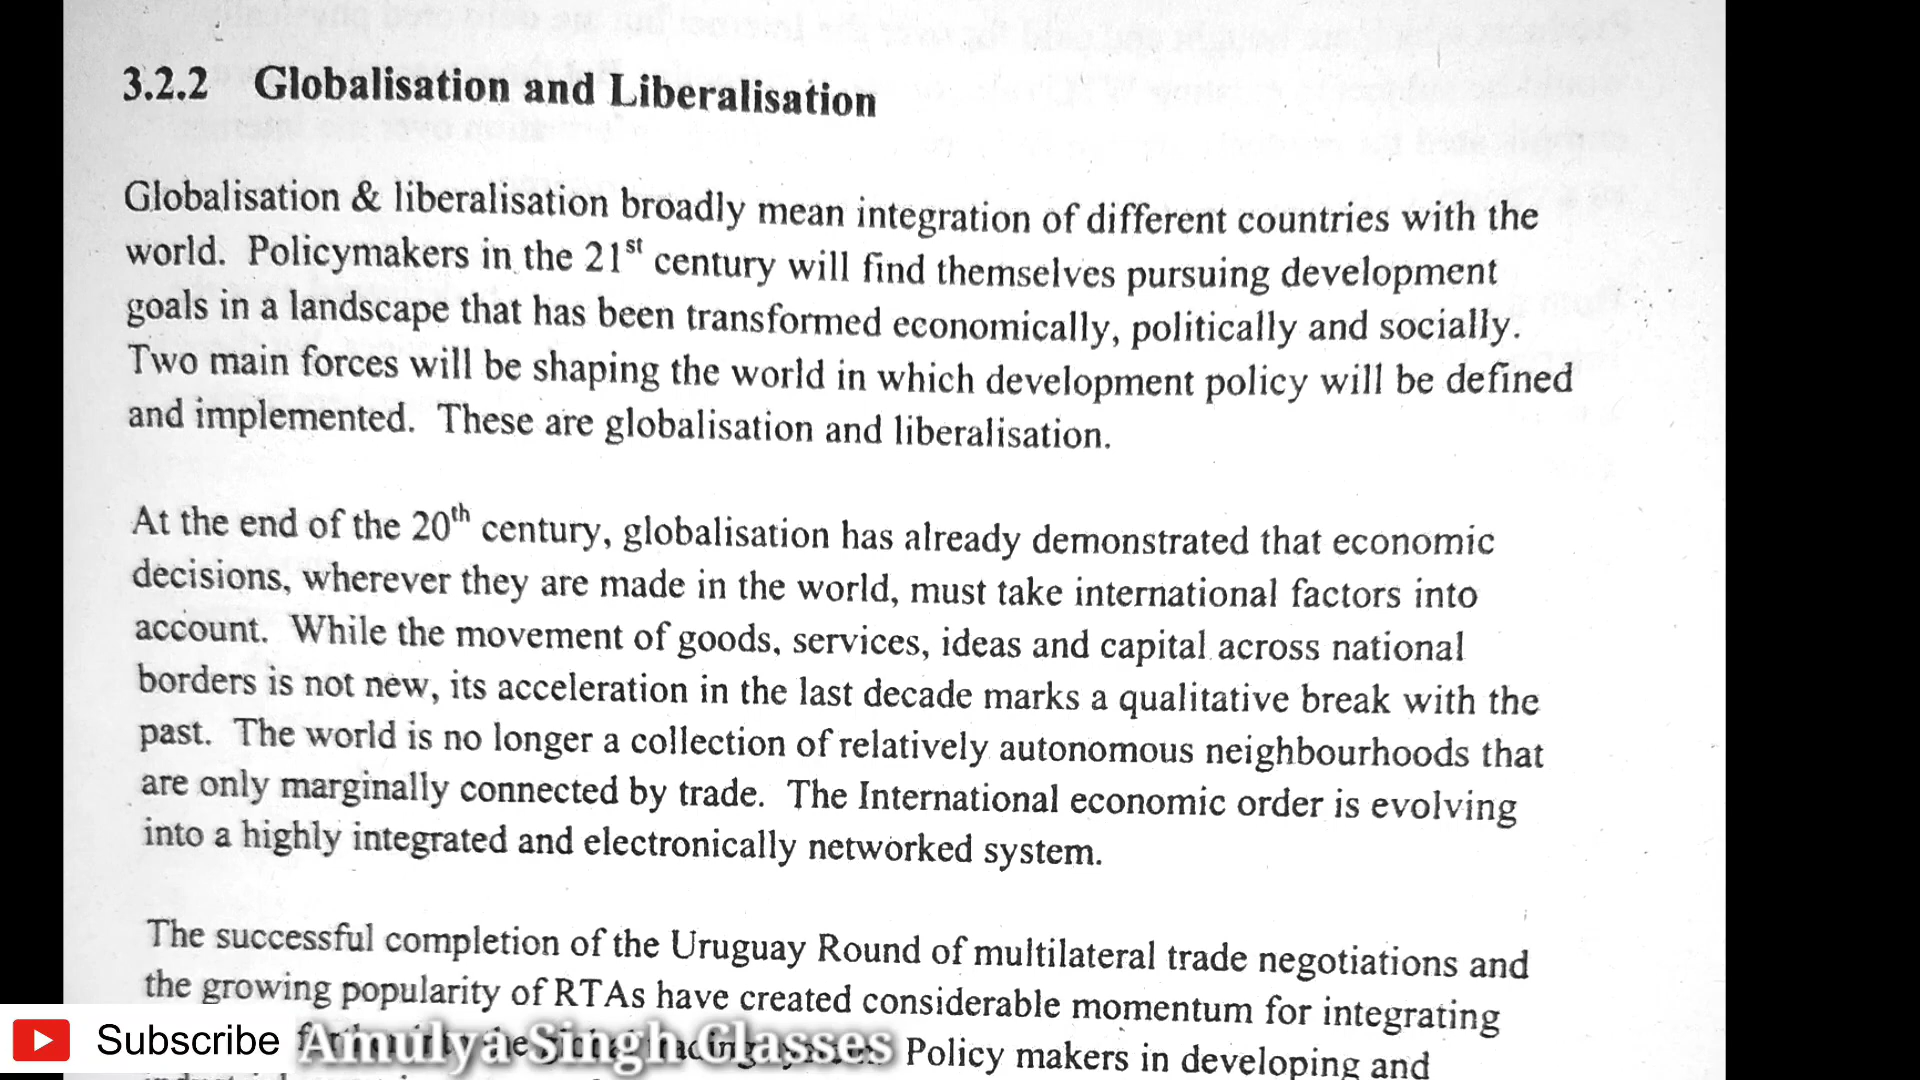 3.2.2 Globalisation and Liberalisation
Globalisation & liberalisation broadly mean integration of different countries with the
world. Policymakers in the 21st century will find themselves pursuing development
goals in a landscape that has been transformed economically, politically and socially.
Two main forces will be shaping the world in which development policy will be defined
and implemented. These are globalisation and liberalisation.
At the end of the 20th century, globalisation has already demonstrated that economic
decisions, wherever they are made in the world, must take international factors into
account. While the movement of goods, services, ideas and capital across national
borders is not new, its acceleration in the last decade marks a qualitative break with the
past. The world is no longer a collection of relatively autonomous neighbourhoods that
are only marginally connected by trade. The International economic order is evolving
into a highly integrated and electronically networked system.
The successful completion of the Uruguay Round of multilateral trade negotiations and
the growing popularity of RTAs have created considerable momentum for integrating
Policy makers in developing and
Subscribe Amulya Singh Classes